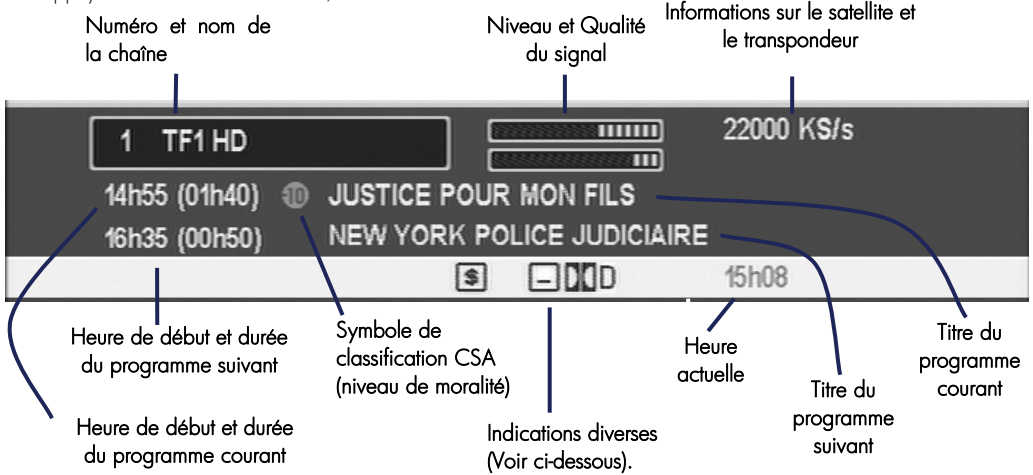 Numéro et nom de
la chaîne
Niveau et Qualité
du signal
Informations sur le satellite et
le transpondeur
1 TF1 HD
22000 KS/s
14h55 (01h40) -10 JUSTICE POUR MON FILS
16h35 (00h50) NEW YORK POLICE JUDICIAIRE
$ D 15h08
Heure de début et durée
du programme suivant
Symbole de
classification CSA
(niveau de moralité)
Heure
actuelle
Titre du
programme
courant
Titre du
programme
suivant
Heure de début et durée
du programme courant
Indications diverses
(Voir ci-dessous).